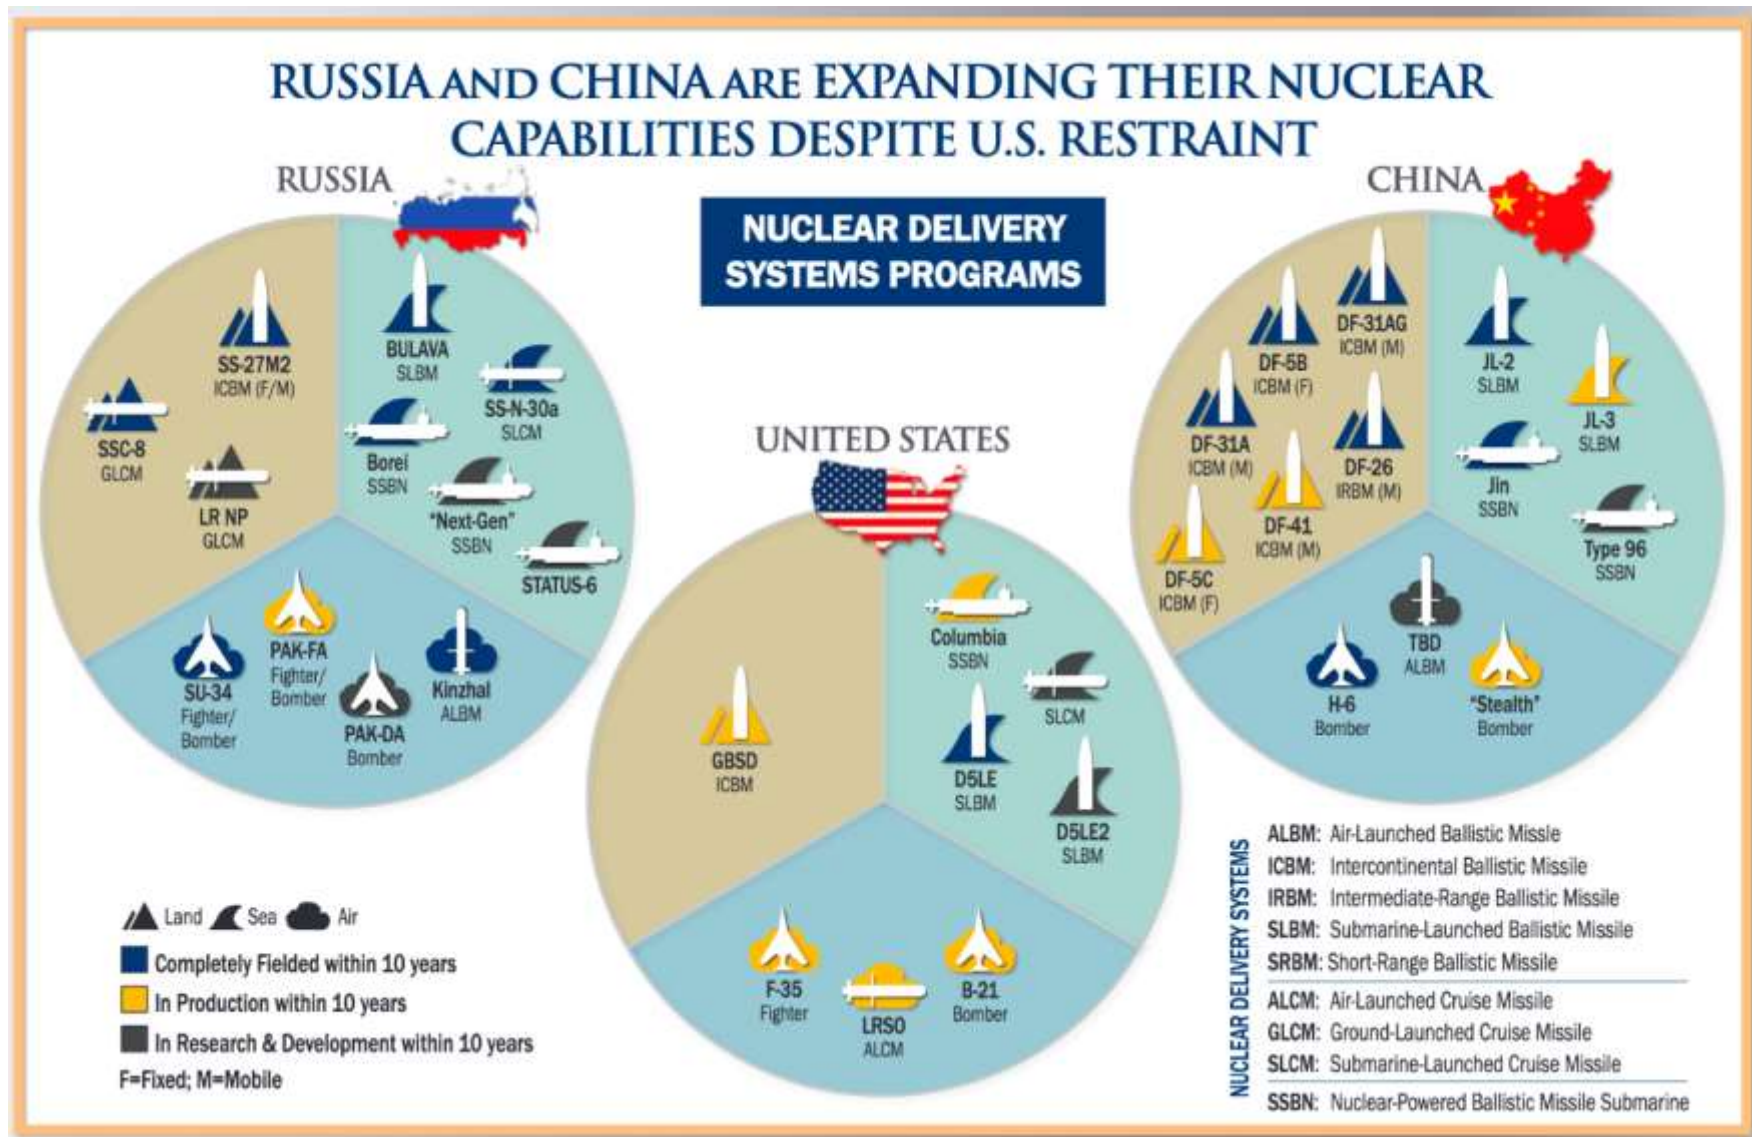 RUSSIA AND CHINA ARE EXPANDING THEIR NUCLEAR
CAPABILITIES DESPITE U.S. RESTRAINT
NUCLEAR DELIVERY
SYSTEMS PROGRAMS
RUSSIA
SS-27M2
ICBM (F/M)
SSC-8
GLCM
LR NP
GLCM
BULAVA
SLBM
SS-N-30a
SLCM
Borei
SSBN
"Next-Gen"
SSBN
STATUS-6
SU-34
Fighter/
Bomber
PAK-FA
Fighter/
Bomber
PAK-DA
Bomber
Kinzhal
ALBM
UNITED STATES
GBSD
ICBM
Columbia
SSBN
SLCM
D5LE
SLBM
D5LE2
SLBM
F-35
Fighter
LRSO
ALCM
B-21
Bomber
CHINA
DF-31AG
ICBM (M)
DF-5B
ICBM (F)
DF-31A
ICBM (M)
DF-26
IRBM (M)
DF-41
ICBM (M)
DF-5C
ICBM (F)
JL-2
SLBM
JL-3
SLBM
Jin
SSBN
Type 96
SSBN
TBD
ALBM
H-6
Bomber
"Stealth"
Bomber
Land Sea Air
Completely Fielded within 10 years
In Production within 10 years
In Research & Development within 10 years
F=Fixed; M=Mobile
NUCLEAR DELIVERY SYSTEMS
ALBM: Air-Launched Ballistic Missle
ICBM: Intercontinental Ballistic Missile
IRBM: Intermediate-Range Ballistic Missile
SLBM: Submarine-Launched Ballistic Missile
SRBM: Short-Range Ballistic Missile
ALCM: Air-Launched Cruise Missile
GLCM: Ground-Launched Cruise Missile
SLCM: Submarine-Launched Cruise Missile
SSBN: Nuclear-Powered Ballistic Missile Submarine